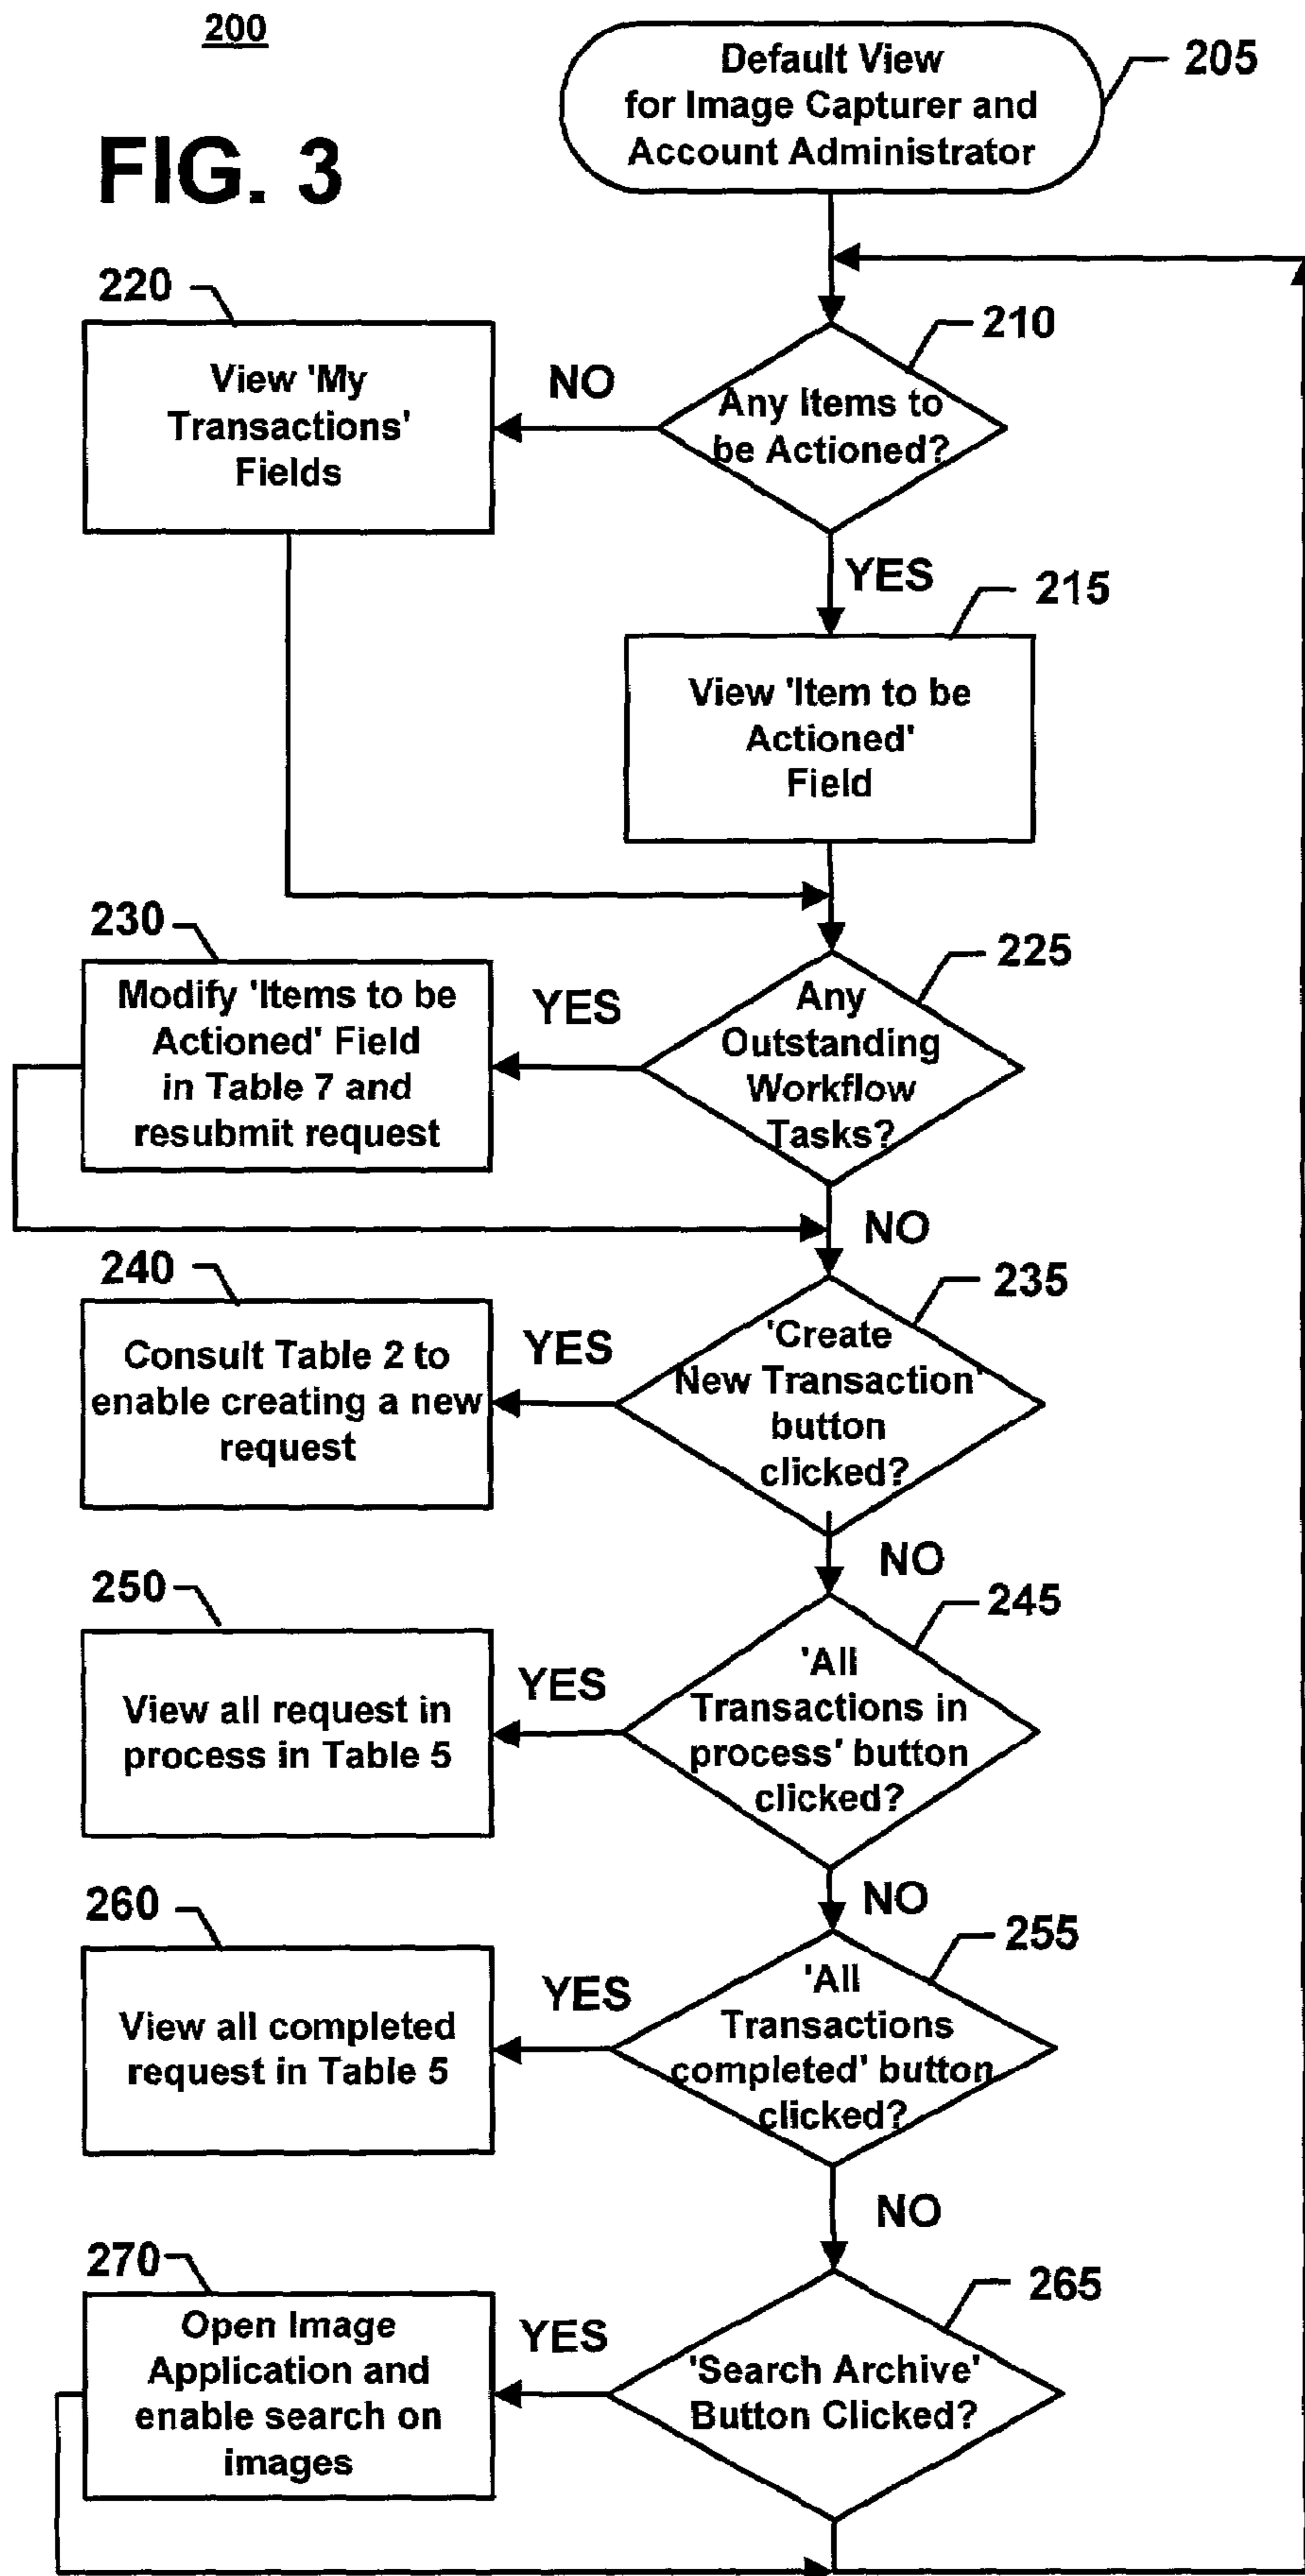 200
FIG. 3
Default View
for Image Capturer and
Account Administrator
205
220
View 'My
Transactions'
Fields
NO
210
Any Items to
be Actioned?
YES
215
View 'Item to be
Actioned'
Field
230
Modify 'Items to be
Actioned' Field
in Table 7 and
resubmit request
YES
225
Any
Outstanding
Workflow
Tasks?
NO
240
Consult Table 2 to
enable creating a new
request
YES
235
'Create
New Transaction'
button
clicked?
NO
250
View all request in
process in Table 5
YES
245
'All
Transactions in
process' button
clicked?
NO
260
View all completed
request in Table 5
YES
255
'All
Transactions
completed' button
clicked?
NO
270
Open Image
Application and
enable search on
images
YES
265
'Search Archive'
Button Clicked?